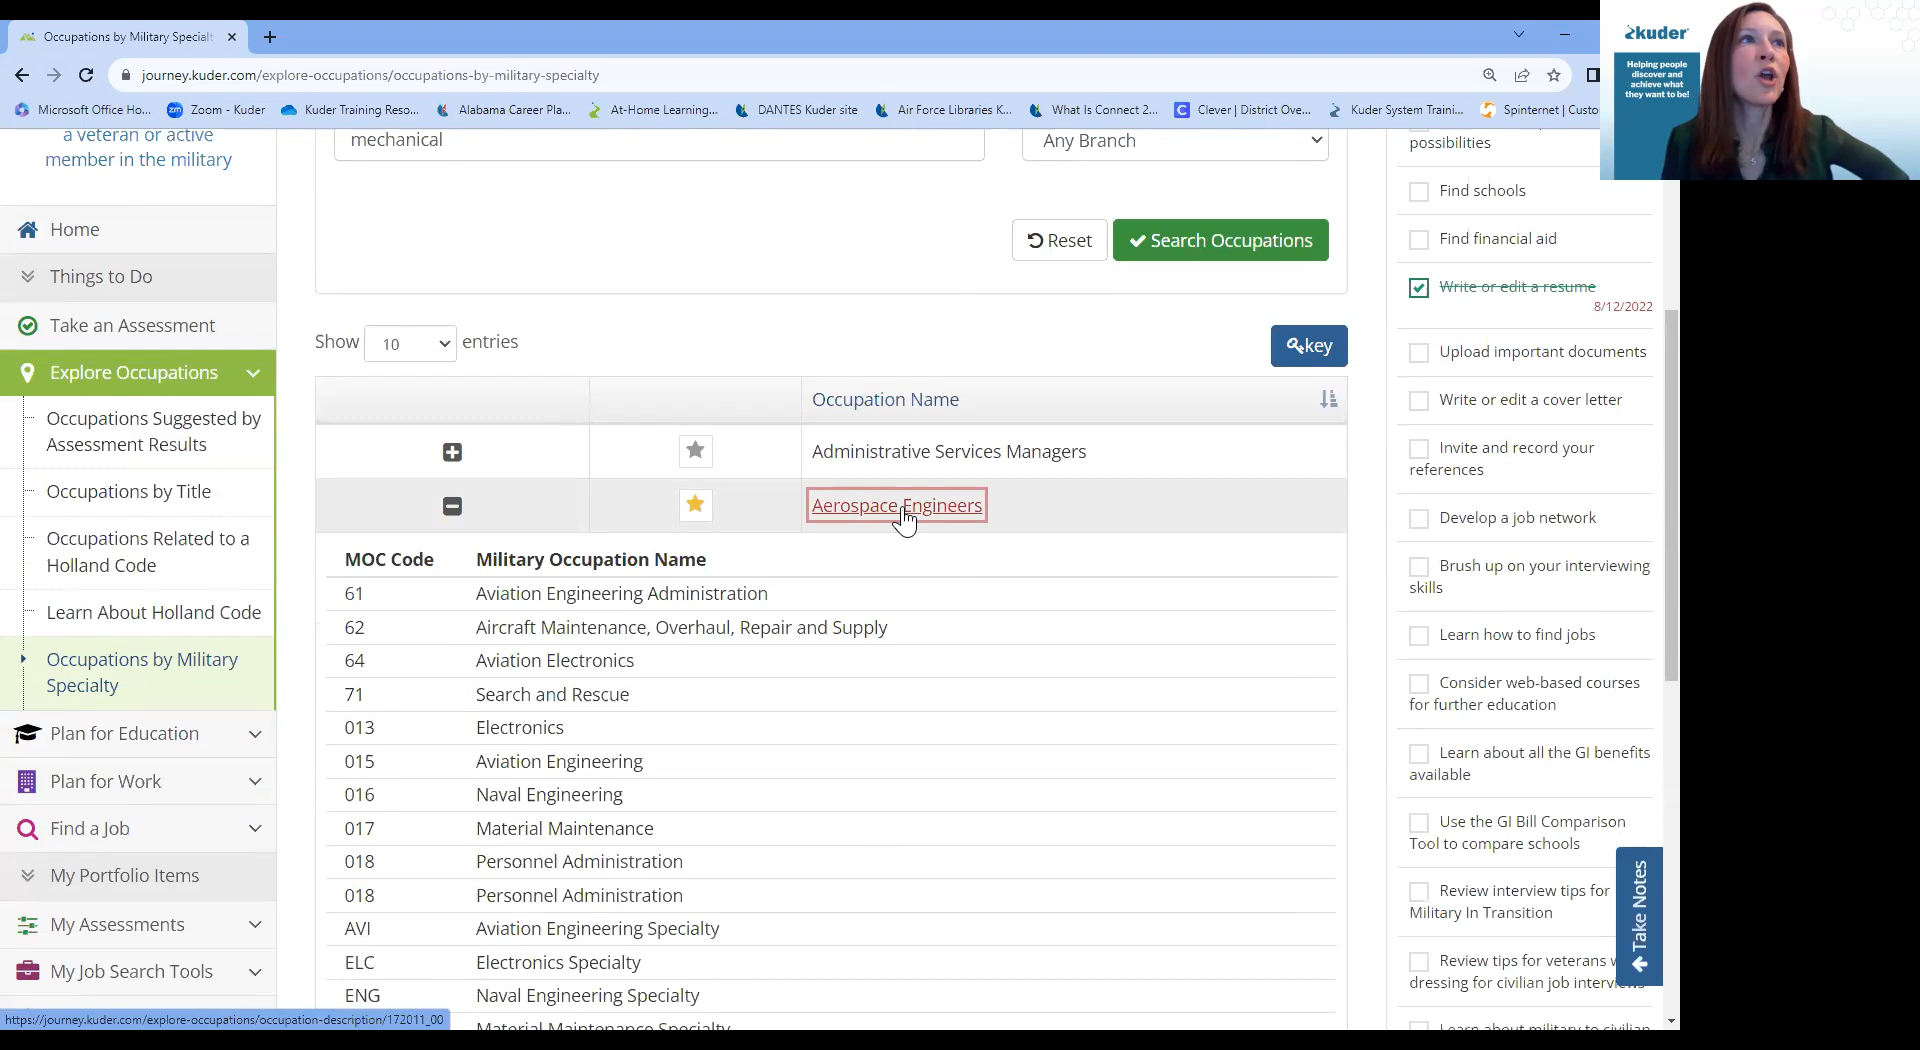 Occupations by Military Specialt
journey.kuder.com/explore-occupations/occupations-by-military-specialty
Microsoft Office Ho...
Zoom - Kuder
Kuder Training Reso...
Alabama Career Pla...
At-Home Learning...
DANTES Kuder site
Air Force Libraries K...
What Is Connect 2...
Clever | District Ove...
Kuder System Traini...
Spinternet | Custo
kuder
Helping people
discover and
achieve what
they want to be!
a veteran or active
member in the military
Home
Things to Do
Take an Assessment
Explore Occupations
Occupations Suggested by
Assessment Results
Occupations by Title
Occupations Related to a
Holland Code
Learn About Holland Code
Occupations by Military
Specialty
Plan for Education
Plan for Work
Find a Job
My Portfolio Items
My Assessments
My Job Search Tools
https://journey.kuder.com/explore-occupations/occupation-description/172011_00
mechanical
Any Branch
Reset
Search Occupations
Show 10 entries
key
Occupation Name
Administrative Services Managers
Aerospace Engineers
MOC Code Military Occupation Name
61 Aviation Engineering Administration
62 Aircraft Maintenance, Overhaul, Repair and Supply
64 Aviation Electronics
71 Search and Rescue
013 Electronics
015 Aviation Engineering
016 Naval Engineering
017 Material Maintenance
018 Personnel Administration
018 Personnel Administration
AVI Aviation Engineering Specialty
ELC Electronics Specialty
ENG Naval Engineering Specialty
Material Maintenance Specialty
possibilities
Find schools
Find financial aid
Write or edit a resume
8/12/2022
Upload important documents
Write or edit a cover letter
Invite and record your
references
Develop a job network
Brush up on your interviewing
skills
Learn how to find jobs
Consider web-based courses
for further education
Learn about all the GI benefits
available
Use the GI Bill Comparison
Tool to compare schools
Review interview tips for
Military In Transition
Review tips for veterans
dressing for civilian job interv
Learn about military to civilian
Take Notes